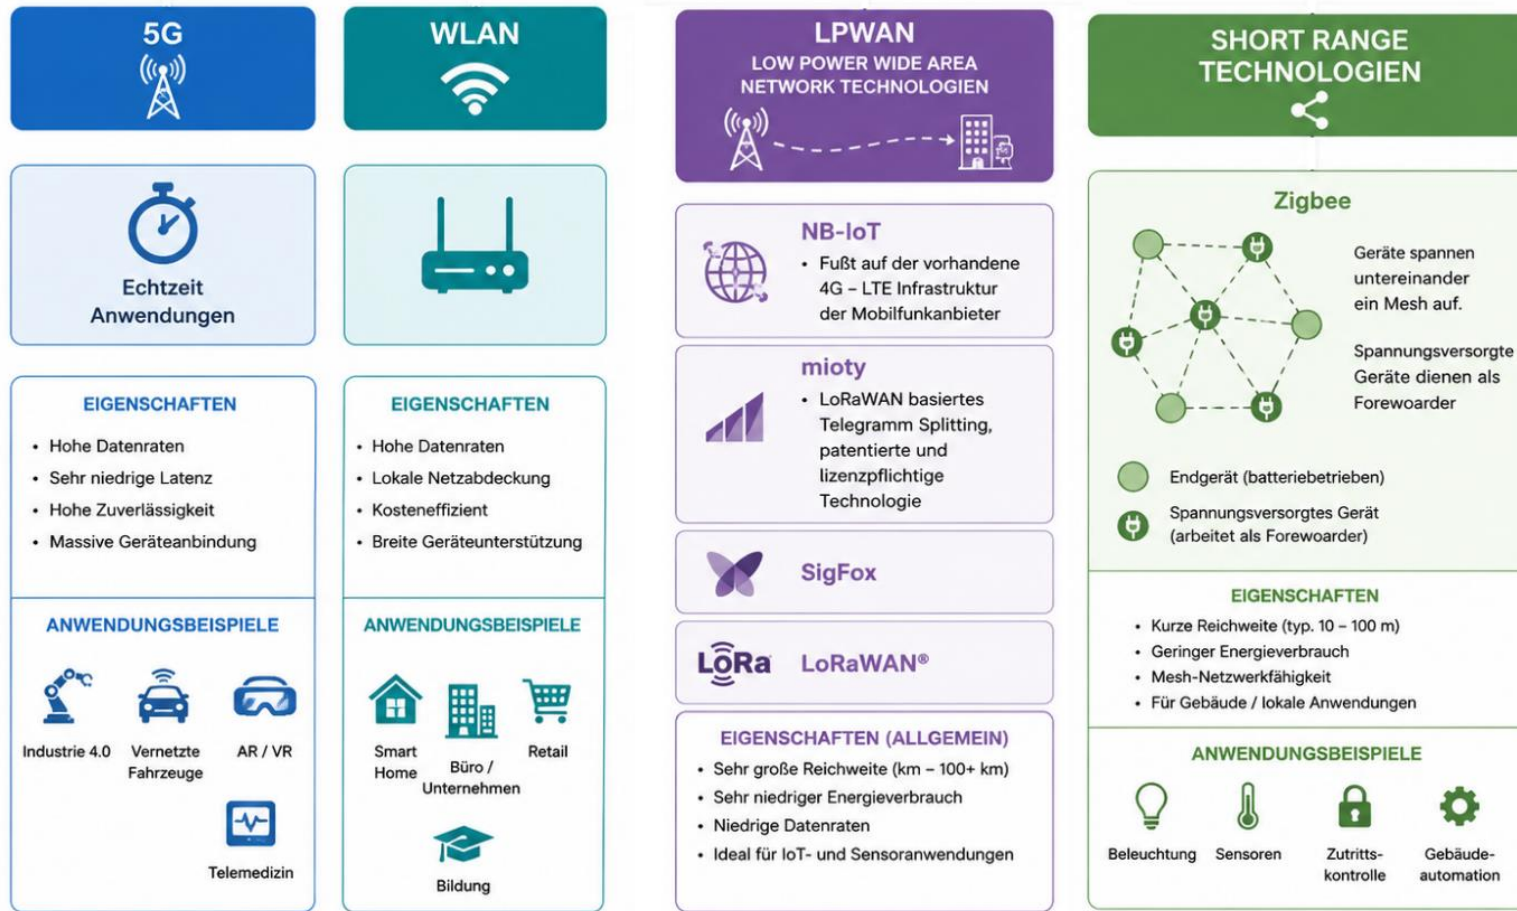 5G
Echtzeit
Anwendungen
EIGENSCHAFTEN
• Hohe Datenraten
• Sehr niedrige Latenz
• Hohe Zuverlässigkeit
• Massive Geräteanbindung
ANWENDUNGSBEISPIELE
Industrie 4.0
Vernetzte
Fahrzeuge
AR / VR
Telemedizin
WLAN
EIGENSCHAFTEN
• Hohe Datenraten
• Lokale Netzabdeckung
• Kosteneffizient
• Breite Geräteunterstützung
ANWENDUNGSBEISPIELE
Smart
Home
Büro /
Unternehmen
Retail
Bildung
LPWAN
LOW POWER WIDE AREA
NETWORK TECHNOLOGIEN
NB-IoT
• Fußt auf der vorhandene
4G – LTE Infrastruktur
der Mobilfunkanbieter
mioty
• LoRaWAN basiertes
Telegramm Splitting,
patentierte und
lizenzpflichtige
Technologie
SigFox
LoRa
LoRaWAN®
EIGENSCHAFTEN (ALLGEMEIN)
• Sehr große Reichweite (km – 100+ km)
• Sehr niedriger Energieverbrauch
• Niedrige Datenraten
• Ideal für IoT- und Sensoranwendungen
SHORT RANGE
TECHNOLOGIEN
Zigbee
Geräte spannen
untereinander
ein Mesh auf.
Spannungsversorgte
Geräte dienen als
Forewoarder
Endgerät (batteriebetrieben)
Spannungsversorgtes Gerät
(arbeitet als Forewoarder)
EIGENSCHAFTEN
• Kurze Reichweite (typ. 10 – 100 m)
• Geringer Energieverbrauch
• Mesh-Netzwerkfähigkeit
• Für Gebäude / lokale Anwendungen
ANWENDUNGSBEISPIELE
Beleuchtung
Sensoren
Zutritts-
kontrolle
Gebäude-
automation